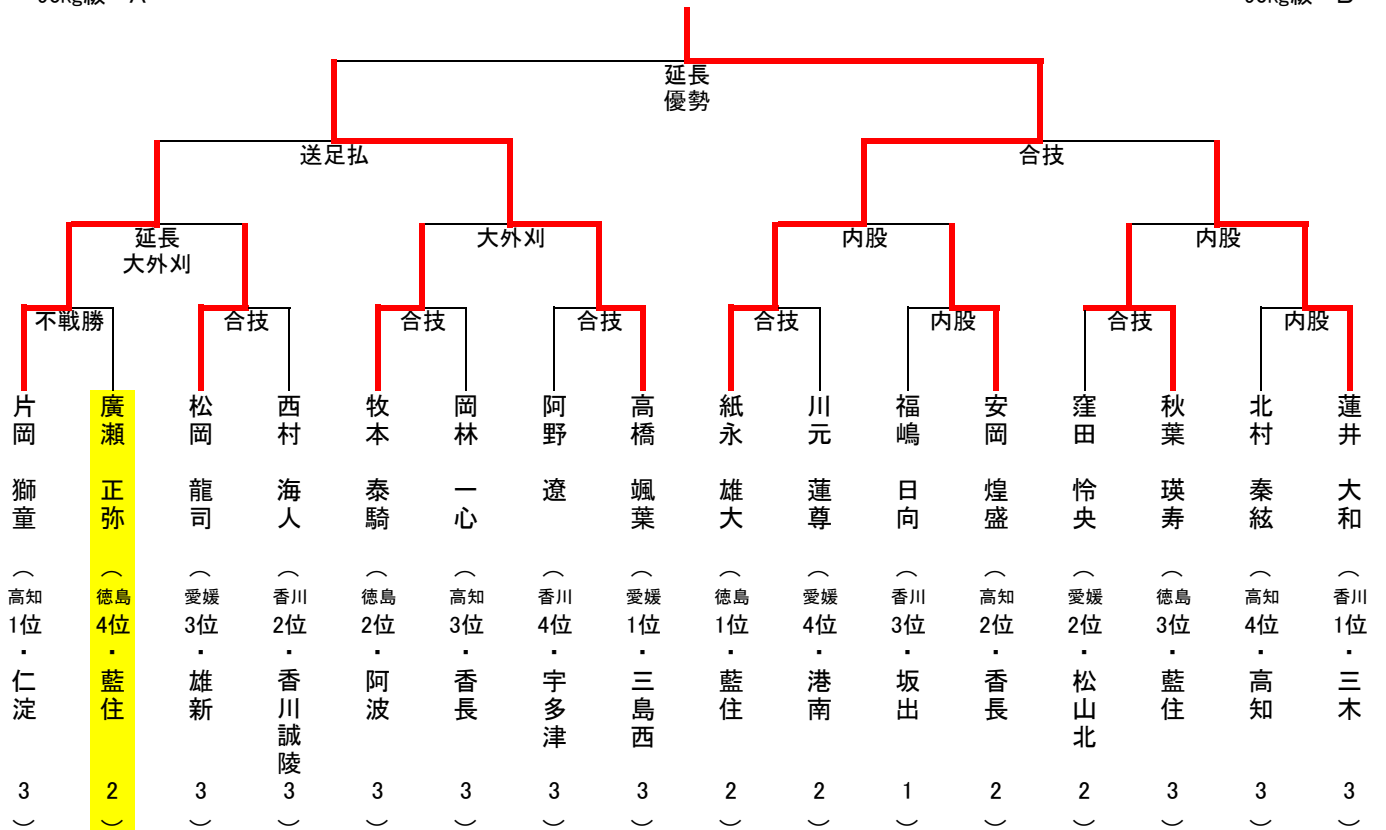 延長
優勢
送足払
合技
延長
大外刈
大外刈
内股
内股
不戦勝
合技
合技
合技
合技
内股
合技
内股
片岡 獅童 （高知1位・仁淀 3）
廣瀬 正弥 （徳島4位・藍住 2）
松岡 龍司 （愛媛3位・雄新 3）
西村 海人 （香川2位・香川誠陵 3）
牧本 泰騎 （徳島2位・阿波 3）
岡林 一心 （高知3位・香長 3）
阿野 遼 （香川4位・宇多津 3）
高橋 颯葉 （愛媛1位・三島西 3）
紙永 雄大 （徳島1位・藍住 2）
川元 蓮尊 （愛媛4位・港南 2）
福嶋 日向 （香川3位・坂出 1）
安岡 煌盛 （高知2位・香長 2）
窪田 怜央 （愛媛2位・松山北 2）
秋葉 瑛寿 （徳島3位・藍住 3）
北村 秦絃 （高知4位・高知 3）
蓮井 大和 （香川1位・三木 3）